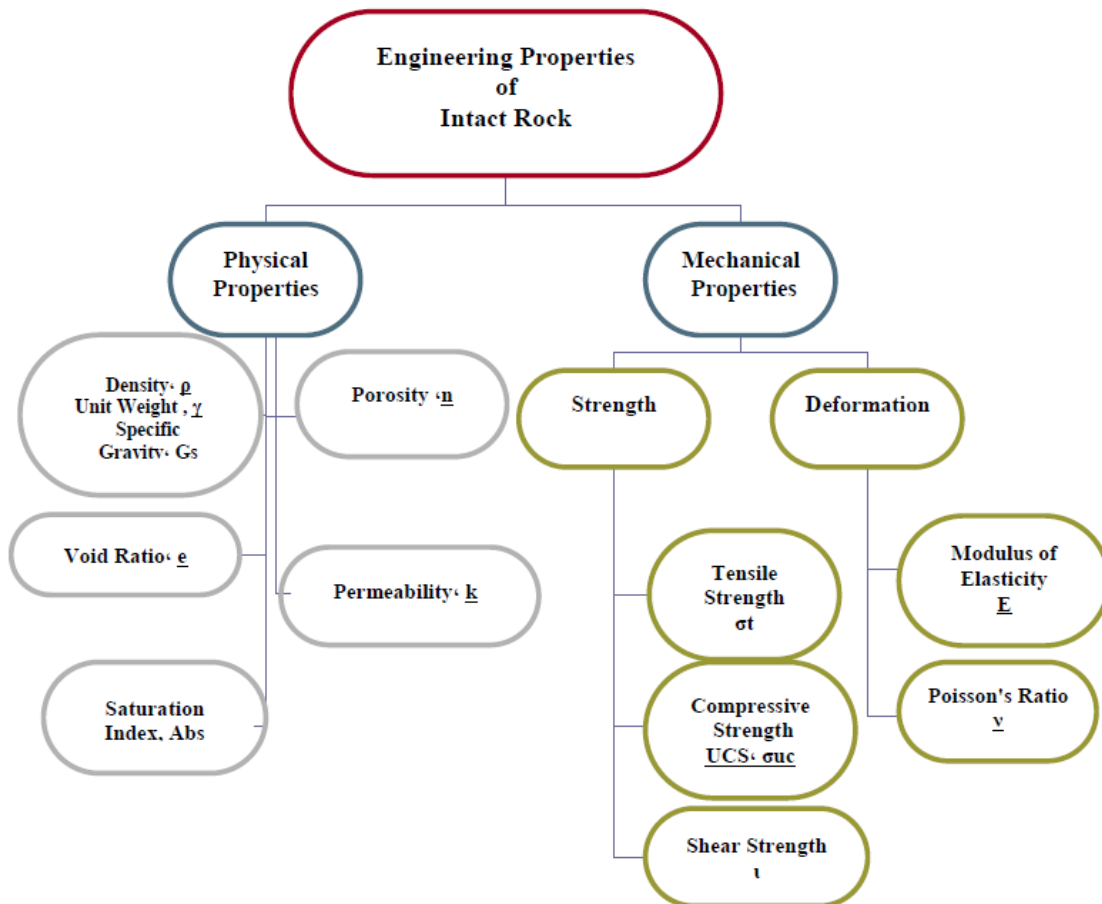 Engineering Properties
of
Intact Rock
Physical
Properties
Mechanical
Properties
Density، ρ
Unit Weight , γ
Specific
Gravity، Gs
Porosity ،n
Void Ratio، e
Permeability، k
Saturation
Index, Abs
Strength
Deformation
Tensile
Strength
σt
Compressive
Strength
UCS، σuc
Shear Strength
ι
Modulus of
Elasticity
E
Poisson's Ratio
ν